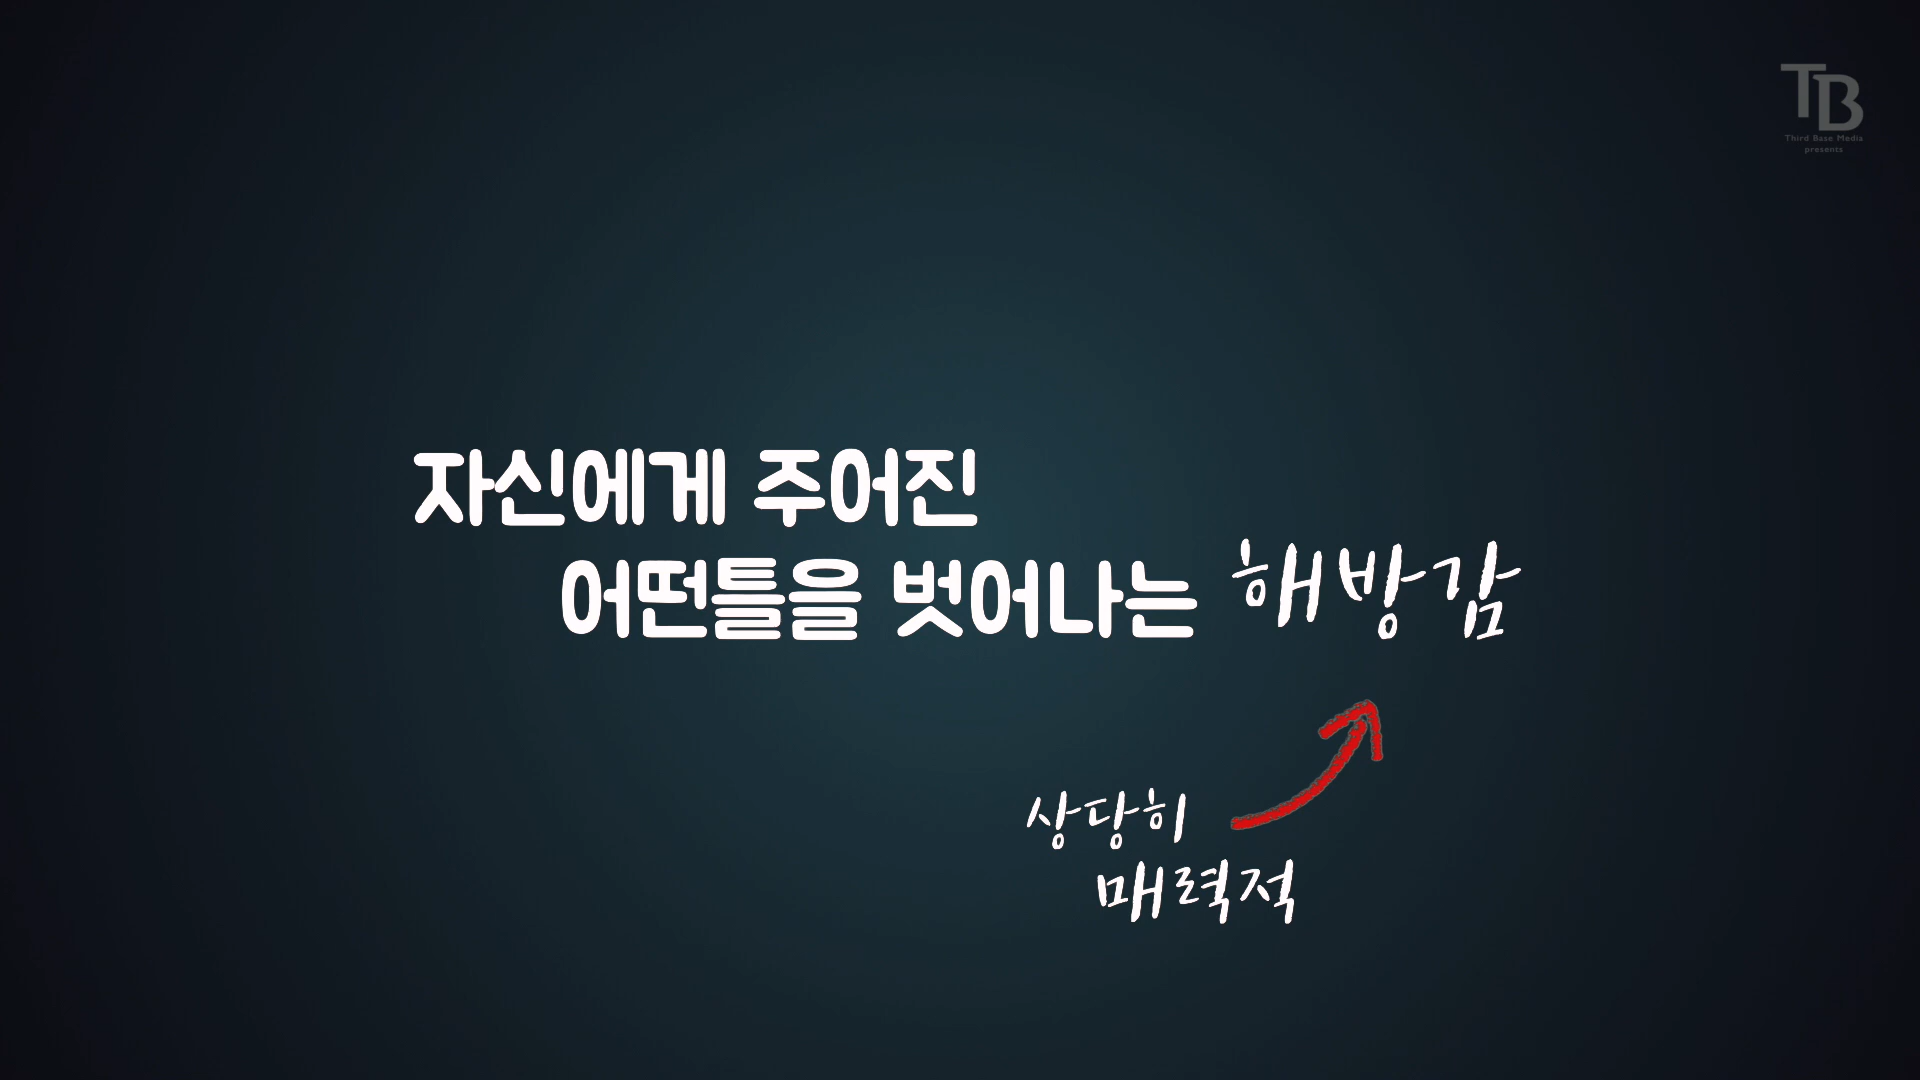 TB
Third Base Media
presents
자신에게 주어진
어떤틀을 벗어나는 해방감
상당히
매력적